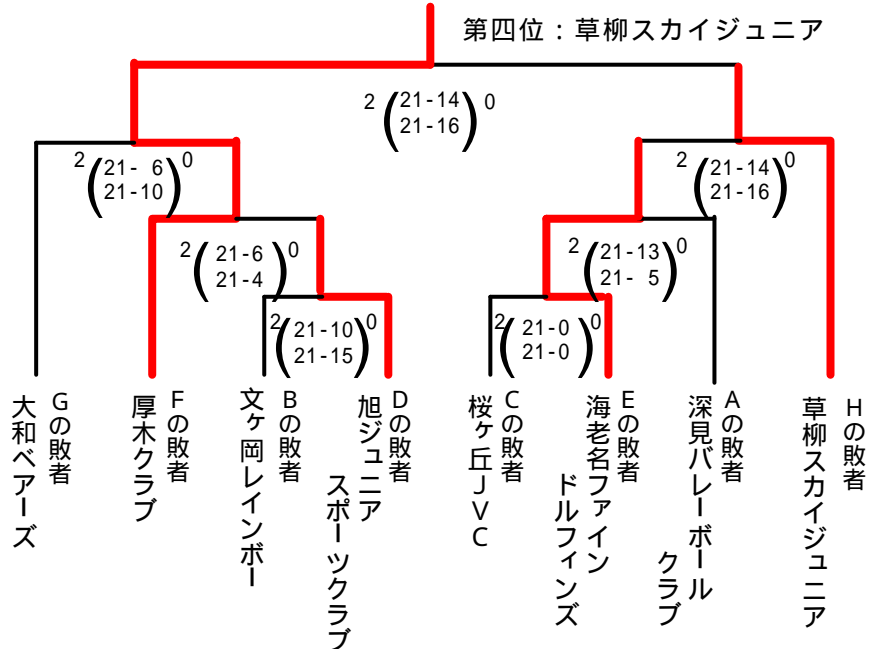 第四位：草柳スカイジュニア
2 (21-14 21-16) 0
2 (21- 6 21-10) 0
2 (21-14 21-16) 0
2 (21-6 21-4) 0
2 (21-13 21- 5) 0
2 (21-10 21-15) 0
2 (21-0 21-0) 0
Gの敗者
大和ベアーズ
Fの敗者
厚木クラブ
Bの敗者
文ヶ岡レインボー
Dの敗者
旭ジュニア
スポーツクラブ
Cの敗者
桜ヶ丘JVC
Eの敗者
海老名ファイン
ドルフィンズ
Aの敗者
深見バレーボール
クラブ
Hの敗者
草柳スカイジュニア